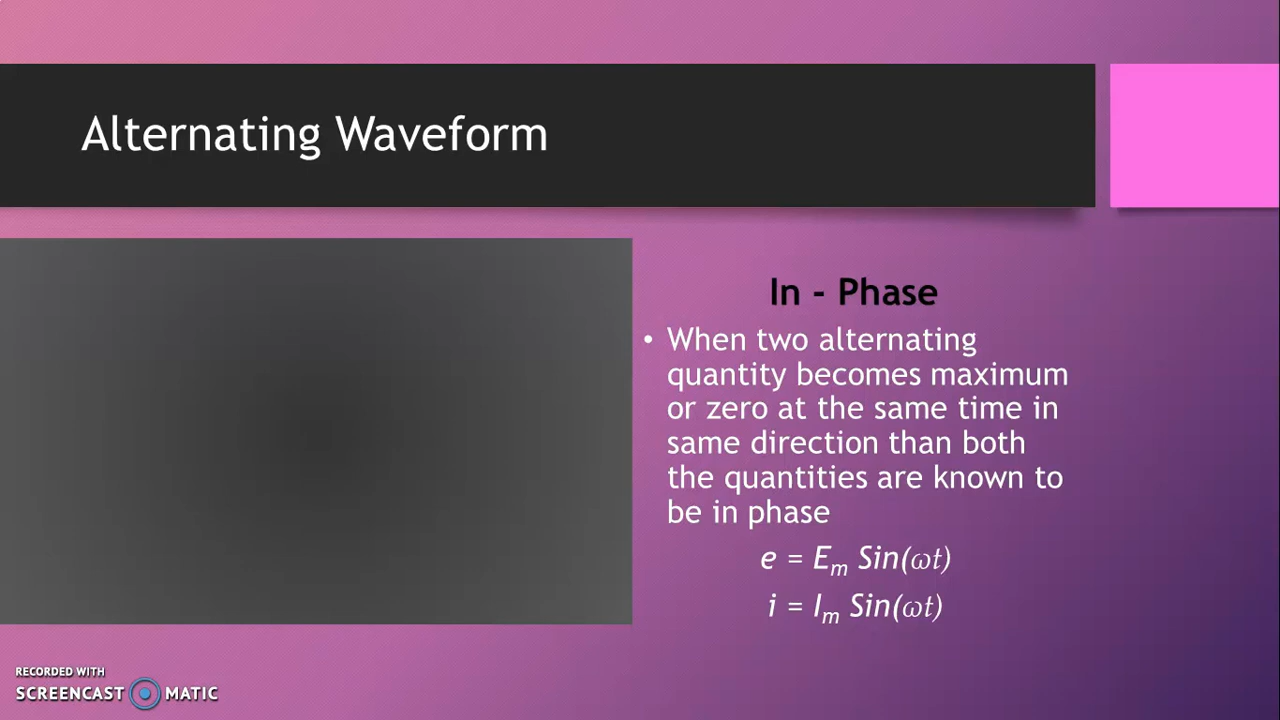 Alternating Waveform
In - Phase
• When two alternating
quantity becomes maximum
or zero at the same time in
same direction than both
the quantities are known to
be in phase
e = Eₘ Sin(ωt)
i = Iₘ Sin(ωt)
RECORDED WITH
SCREENCAST MATIC